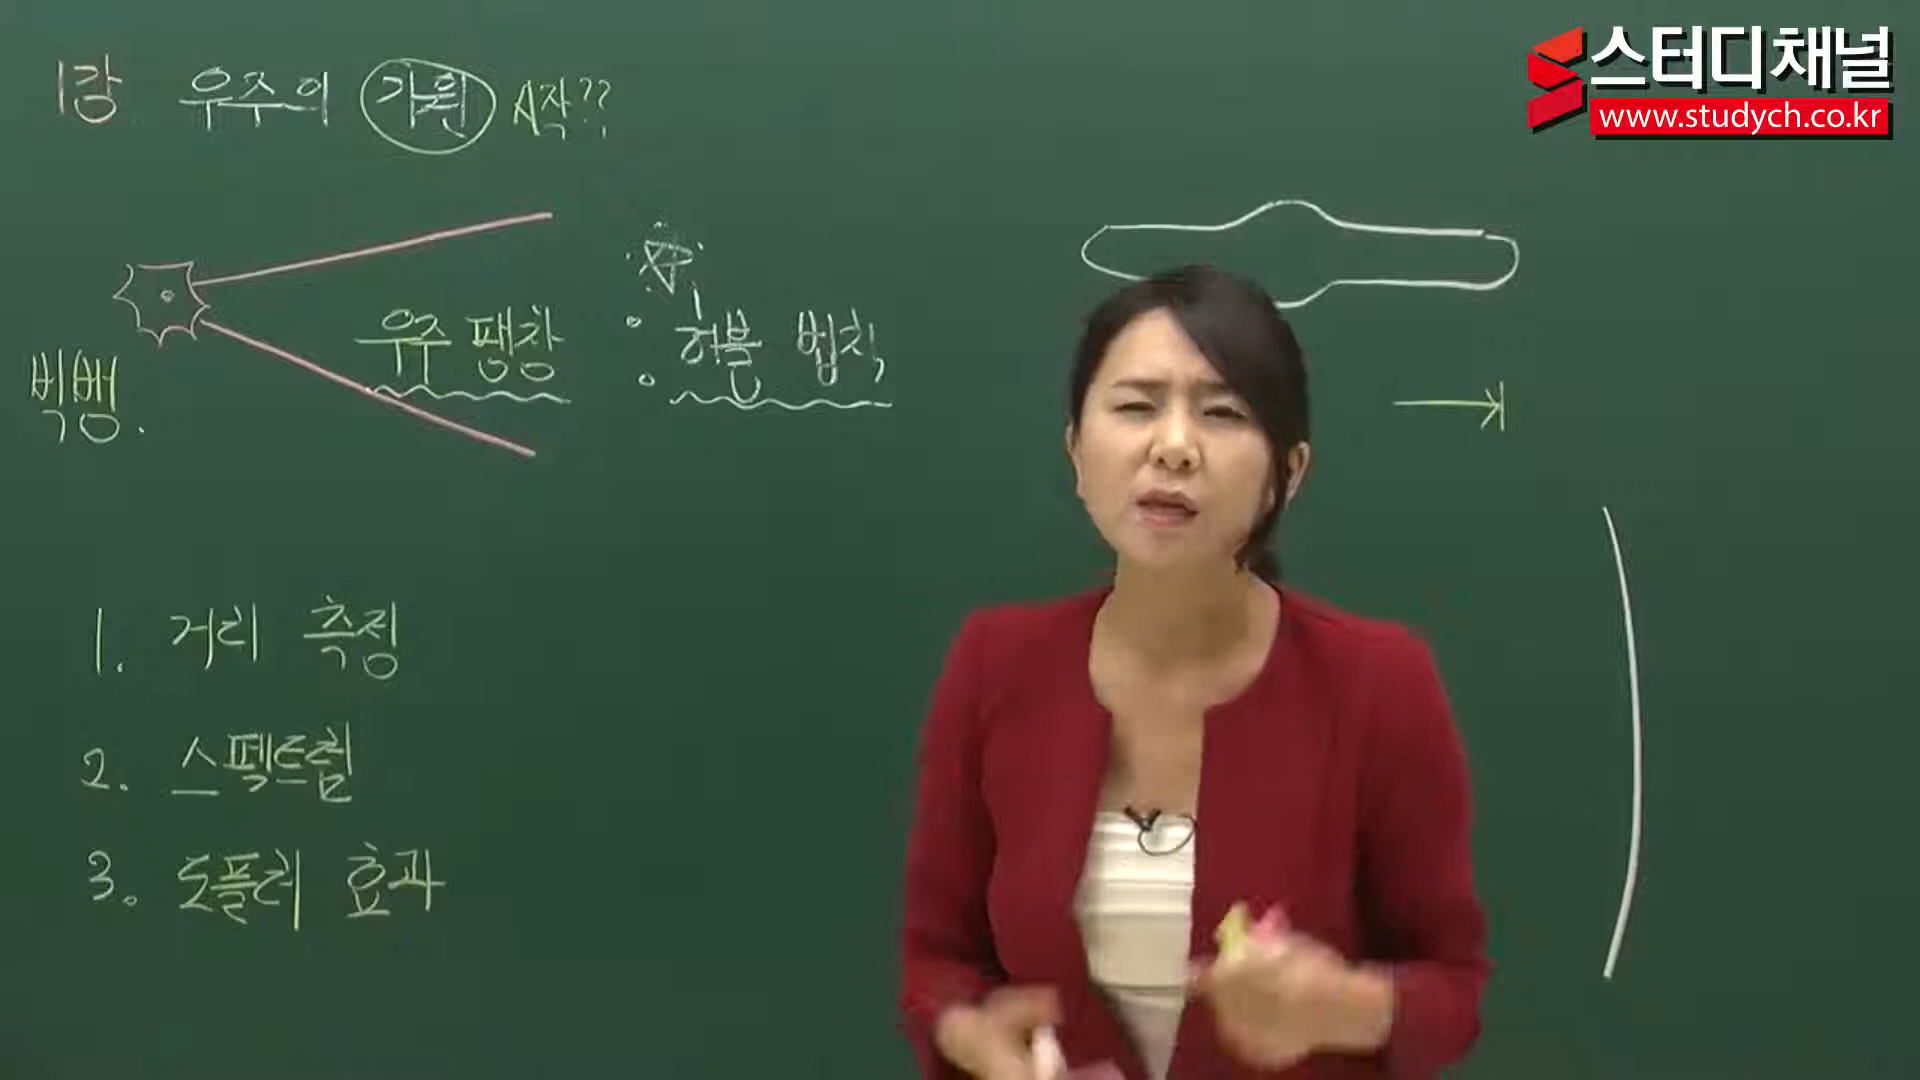 1강 우주의 기원 시작??
스터디채널
www.studych.co.kr
우주 팽창
허블 법칙
빅뱅.
1. 거리 측정
2. 스펙트럼
3. 도플러 효과